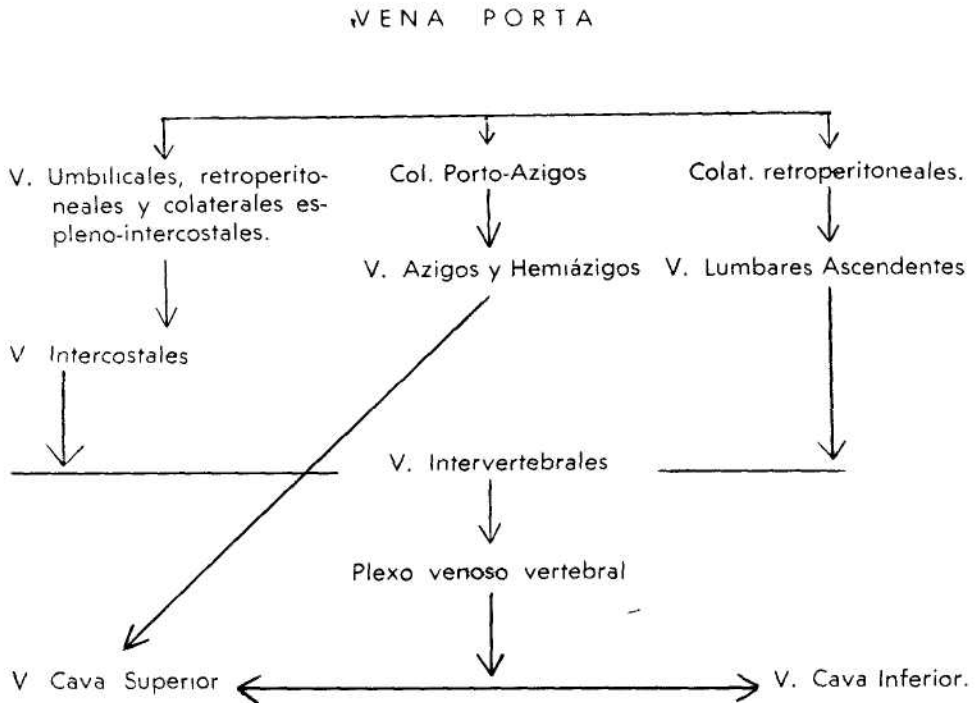 VENA PORTA
V. Umbilicales, retroperito-
neales y colaterales es-
pleno-intercostales.
Col. Porto-Azigos
Colat. retroperitoneales.
V. Azigos y Hemiázigos
V. Lumbares Ascendentes
V Intercostales
V. Intervertebrales
Plexo venoso vertebral
V Cava Superior
V. Cava Inferior.